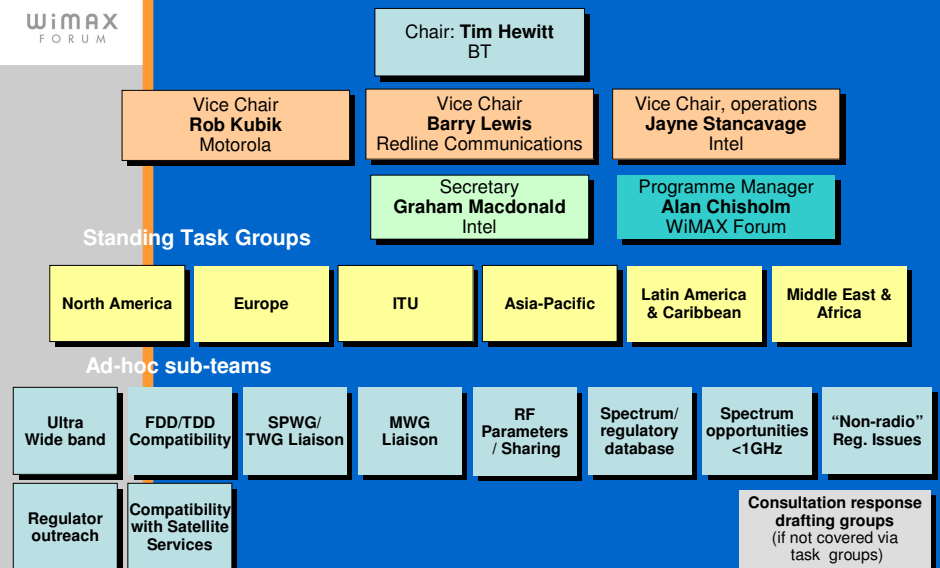 WiMAX
FORUM
Chair: Tim Hewitt
BT
Vice Chair
Rob Kubik
Motorola
Vice Chair
Barry Lewis
Redline Communications
Vice Chair, operations
Jayne Stancavage
Intel
Secretary
Graham Macdonald
Intel
Programme Manager
Alan Chisholm
WiMAX Forum
Standing Task Groups
North America
Europe
ITU
Asia-Pacific
Latin America
& Caribbean
Middle East &
Africa
Ad-hoc sub-teams
Ultra
Wide band
FDD/TDD
Compatibility
SPWG/
TWG Liaison
MWG
Liaison
RF
Parameters
/ Sharing
Spectrum/
regulatory
database
Spectrum
opportunities
<1GHz
“Non-radio”
Reg. Issues
Regulator
outreach
Compatibility
with Satellite
Services
Consultation response
drafting groups
(if not covered via
task groups)